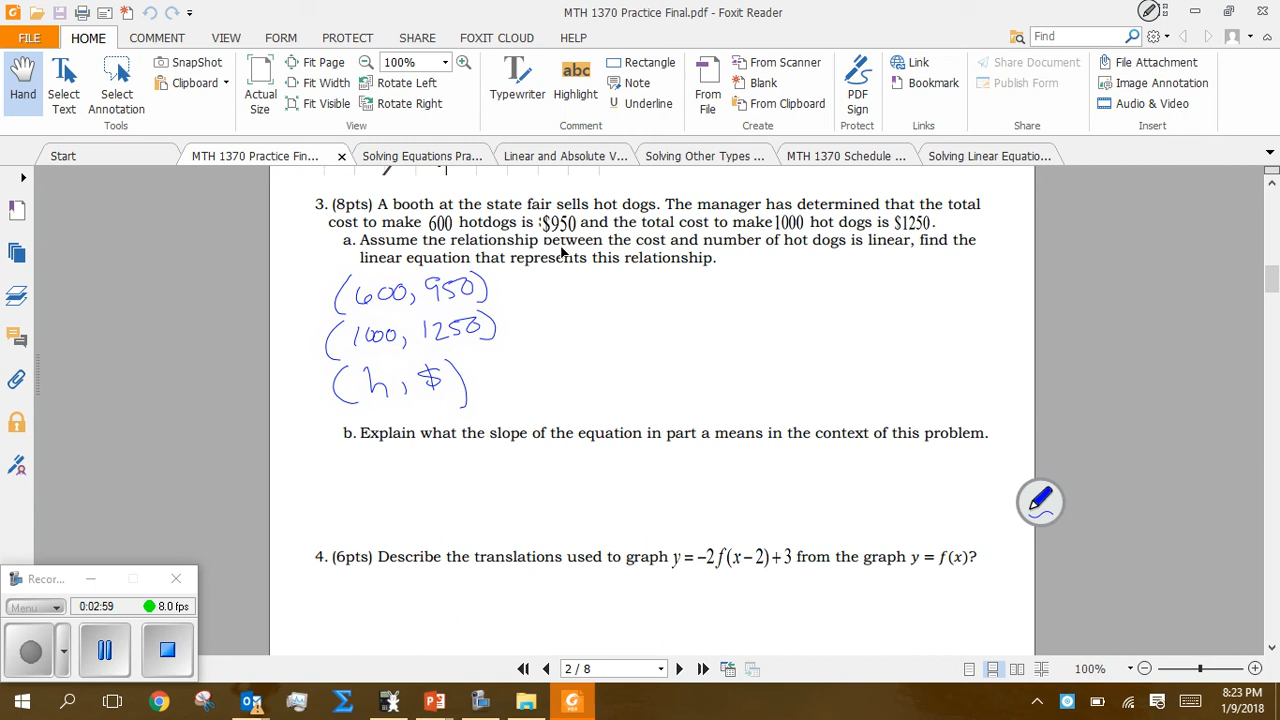 MTH 1370 Practice Final.pdf - Foxit Reader
FILE HOME COMMENT VIEW FORM PROTECT SHARE FOXIT CLOUD HELP Find
Hand Select Text Select Annotation SnapShot Clipboard Actual Size Fit Page Fit Width Fit Visible 100% Rotate Left Rotate Right Typewriter Highlight Rectangle Note Underline From File From Scanner Blank From Clipboard PDF Sign Link Bookmark Share Document Publish Form File Attachment Image Annotation Audio & Video
Tools View Comment Create Protect Links Share Insert
Start MTH 1370 Practice Fin... Solving Equations Pra... Linear and Absolute V... Solving Other Types ... MTH 1370 Schedule ... Solving Linear Equatio...
3. (8pts) A booth at the state fair sells hot dogs. The manager has determined that the total
cost to make 600 hotdogs is $950 and the total cost to make 1000 hot dogs is $1250.
a. Assume the relationship between the cost and number of hot dogs is linear, find the
linear equation that represents this relationship.
(600, 950)
(1000, 1250)
(h, $)
b. Explain what the slope of the equation in part a means in the context of this problem.
4. (6pts) Describe the translations used to graph y = -2f(x-2)+3 from the graph y = f(x)?
Recor...
Menu 02:59 8.0 fps
2 / 8 100%
8:23 PM
1/9/2018